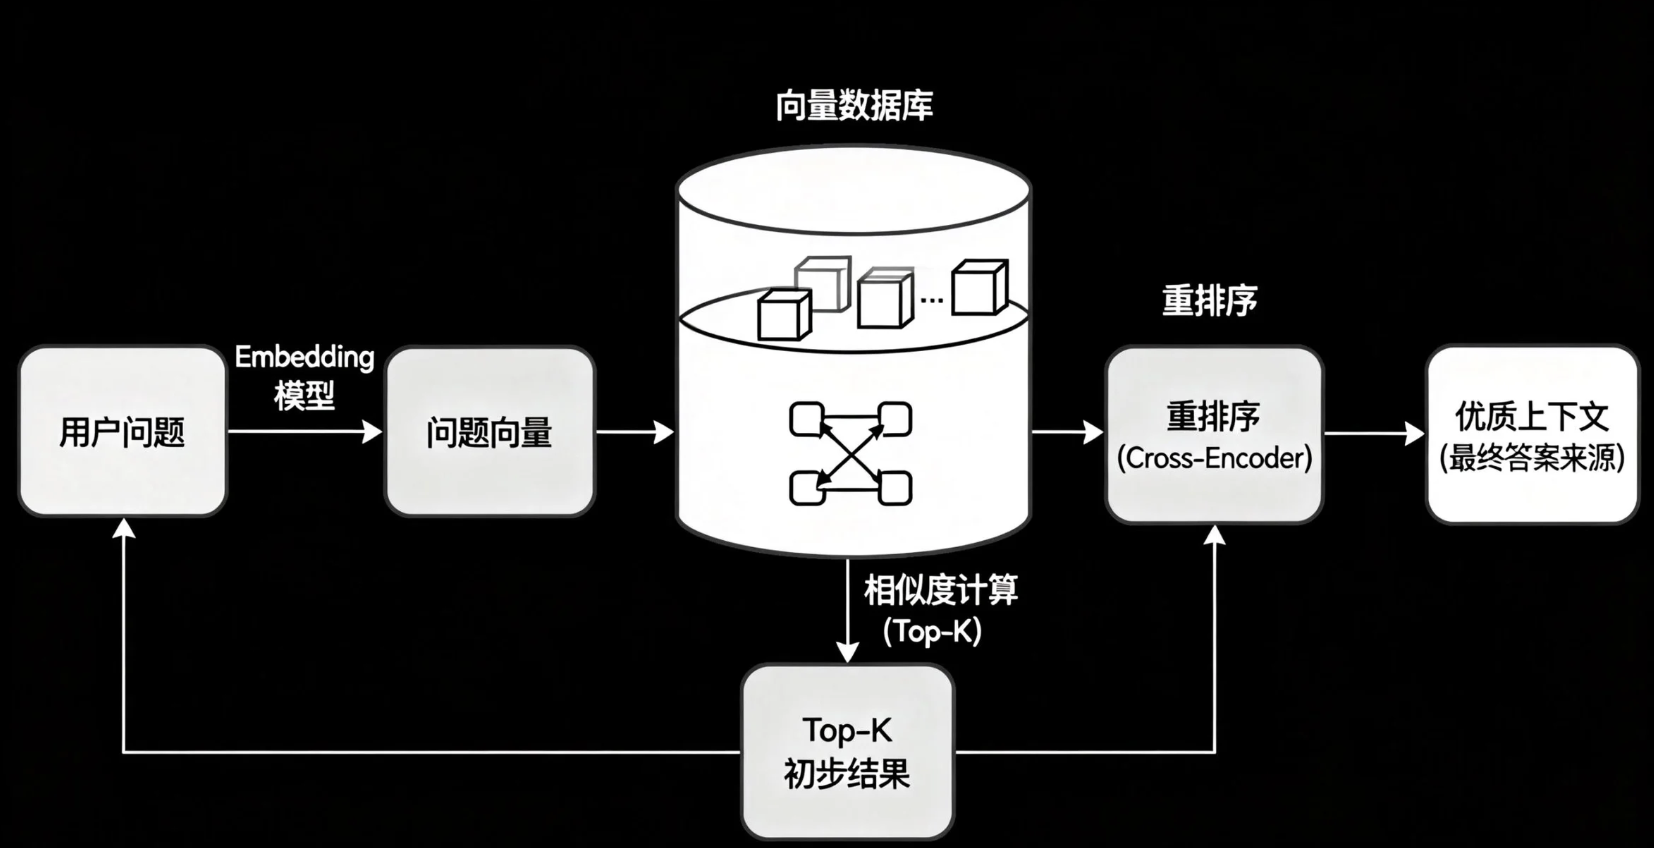 向量数据库
重排序
用户问题
Embedding
模型
问题向量
...
重排序
(Cross-Encoder)
优质上下文
(最终答案来源)
相似度计算
(Top-K)
Top-K
初步结果